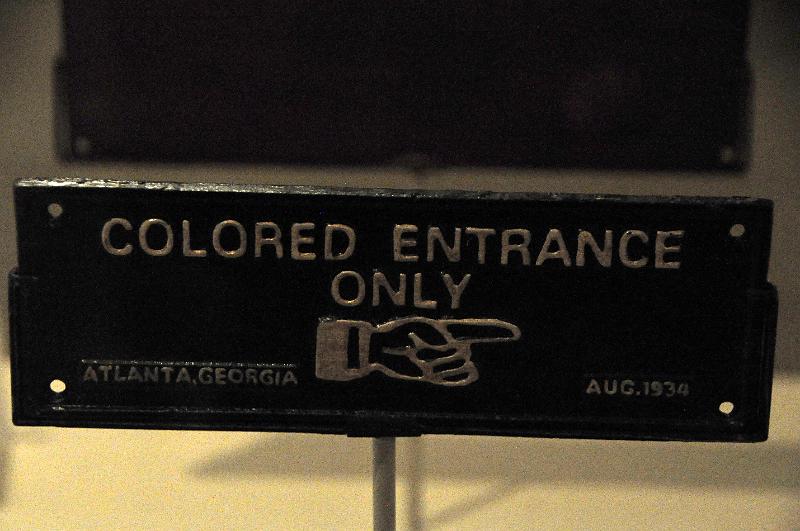 COLORED ENTRANCE
ONLY
ATLANTA, GEORGIA
AUG. 1934